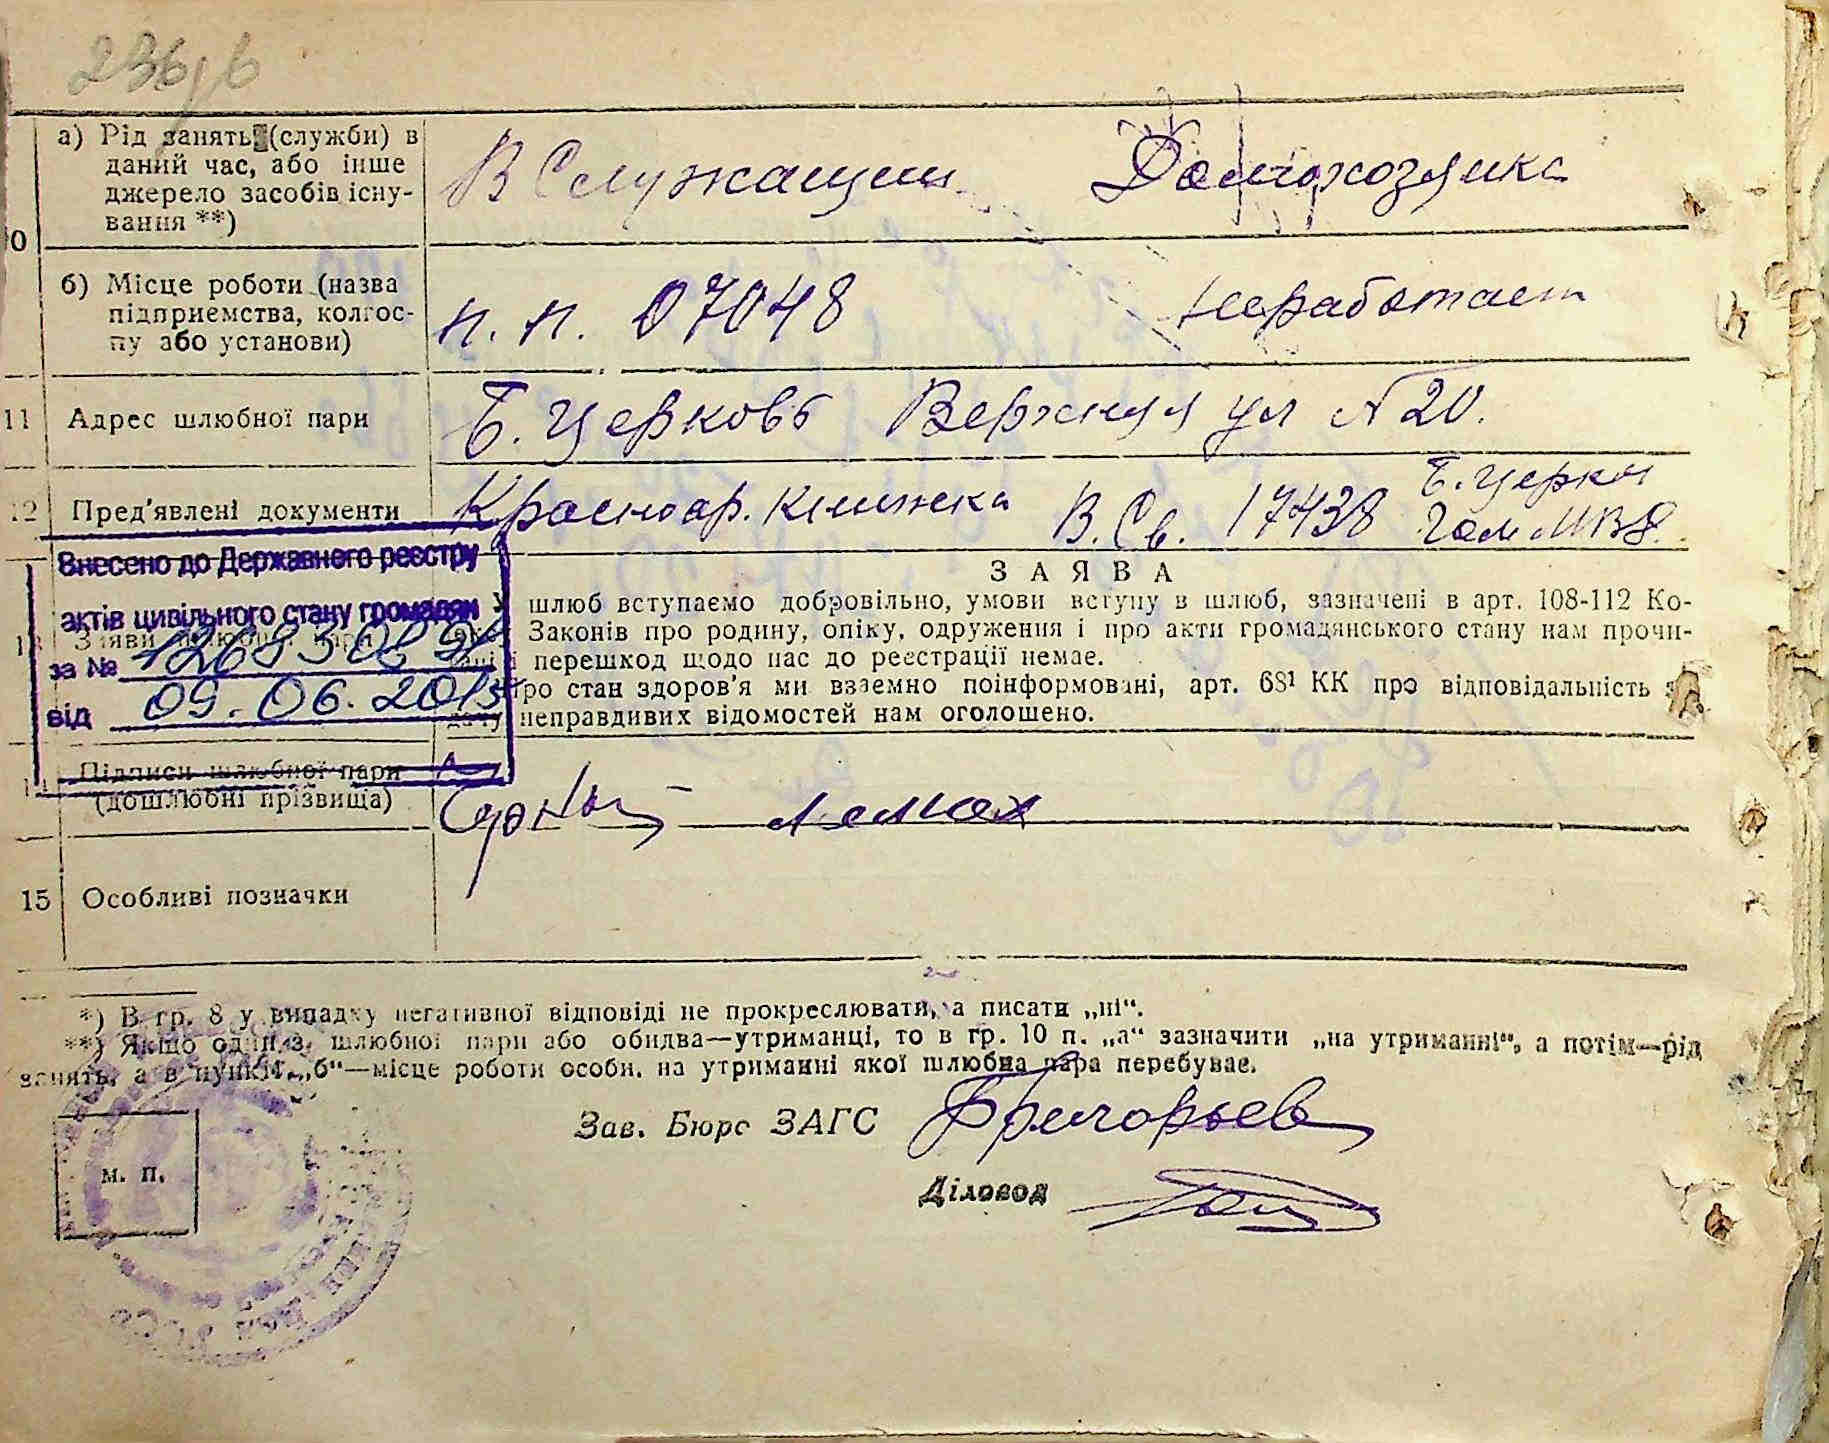 236/6
а) Рід занять (служби) в
даний час, або інше
джерело засобів існу-
вання **)
В Служащий
Домохозяйка
0
б) Місце роботи (назва
підприємства, колгос-
пу або установи)
п. п. 07048
Неработает
11 Адрес шлюбної пари
Б. Церковь Верхняя ул № 20.
12 Пред'явлені документи
Красноар. книжка
В. Св. 17438
Б. Церкв
Внесено до Державного реєстру
актів цивільного стану громадян
за №
від 09.06.2015
ЗАЯВА
У шлюб вступаємо добровільно, умови вступу в шлюб, зазначені в арт. 108-112 Ко-
Законів про родину, опіку, одруження і про акти громадянського стану нам прочи-
перешкод щодо нас до реєстрації немає.
Про стан здоров'я ми взаємно поінформовані, арт. 68¹ КК про відповідальність
дачу неправдивих відомостей нам оголошено.
Підписи шлюбної пари
(дошлюбні прізвища)
15 Особливі позначки
*) В гр. 8 у випадку негативної відповіді не прокреслювати, а писати „ні“.
**) Якщо один з шлюбної пари або обидва—утриманці, то в гр. 10 п. „а“ зазначити „на утриманні“, а потім—рід
занять, а в пункті „б“—місце роботи особи, на утриманні якої шлюбна пара перебуває.
Зав. Бюро ЗАГС Григорьев
Діловод
м. п.